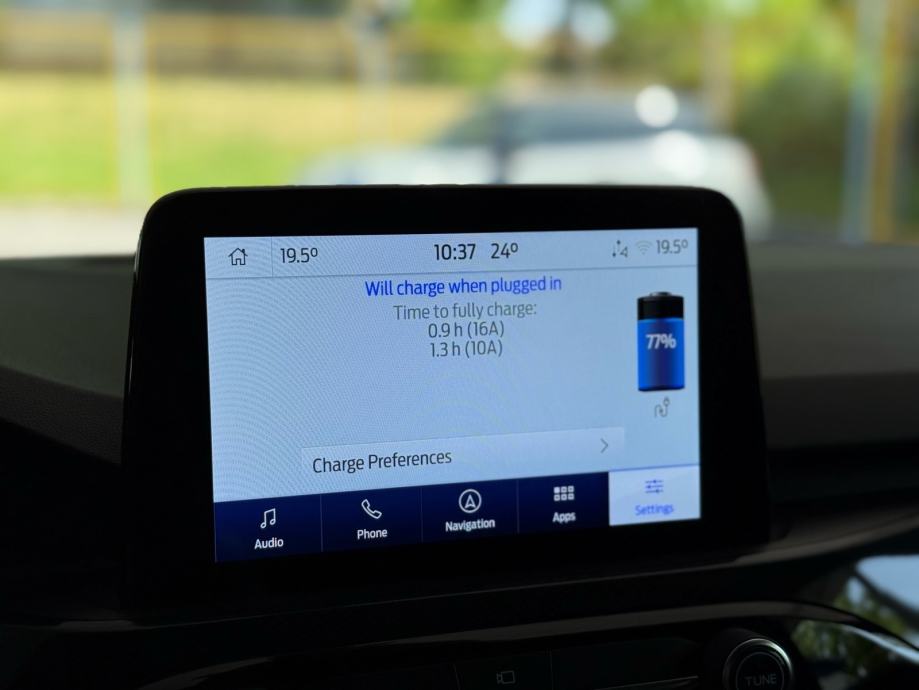 19.5° 10:37 24° 19.5°
Will charge when plugged in
Time to fully charge:
0.9 h (16A)
1.3 h (10A)
77%
Charge Preferences
Audio Phone Navigation Apps Settings
TUNE